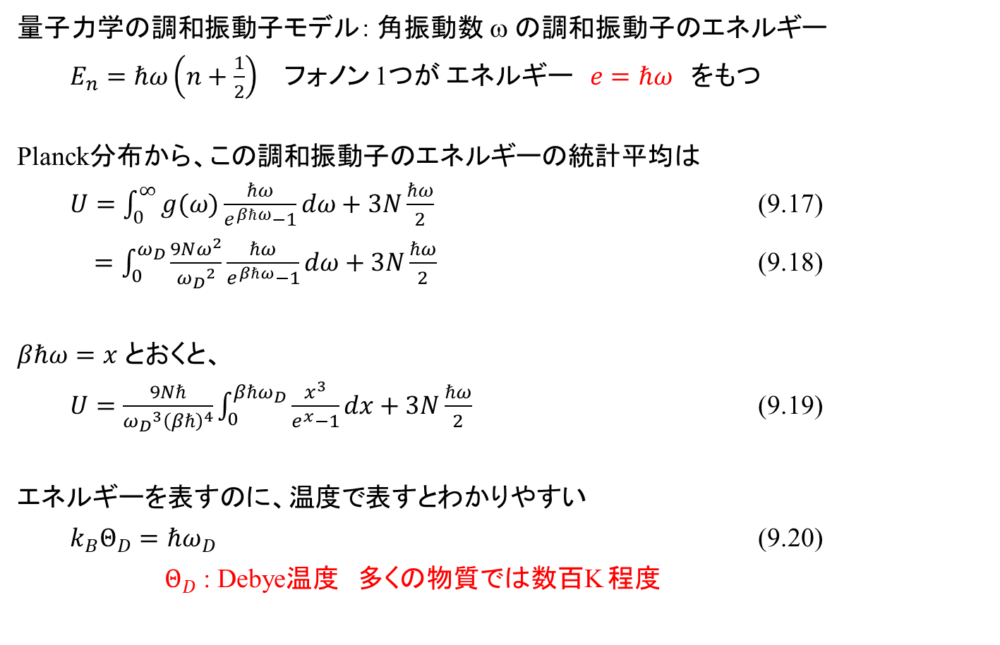 量子力学の調和振動子モデル: 角振動数 ω の調和振動子のエネルギー
$E_n = \hbar\omega\left(n + \frac{1}{2}\right)$ フォノン 1つが エネルギー $e = \hbar\omega$ をもつ
Planck分布から、この調和振動子のエネルギーの統計平均は
$U = \int_0^{\infty} g(\omega) \frac{\hbar\omega}{e^{\beta\hbar\omega}-1} d\omega + 3N\frac{\hbar\omega}{2}$ (9.17)
$= \int_0^{\omega_D} \frac{9N\omega^2}{{\omega_D}^2} \frac{\hbar\omega}{e^{\beta\hbar\omega}-1} d\omega + 3N\frac{\hbar\omega}{2}$ (9.18)
$\beta\hbar\omega = x$ とおくと、
$U = \frac{9N\hbar}{{\omega_D}^3(\beta\hbar)^4} \int_0^{\beta\hbar\omega_D} \frac{x^3}{e^x-1} dx + 3N\frac{\hbar\omega}{2}$ (9.19)
エネルギーを表すのに、温度で表すとわかりやすい
$k_B\Theta_D = \hbar\omega_D$ (9.20)
$\Theta_D$ : Debye温度 多くの物質では数百K 程度